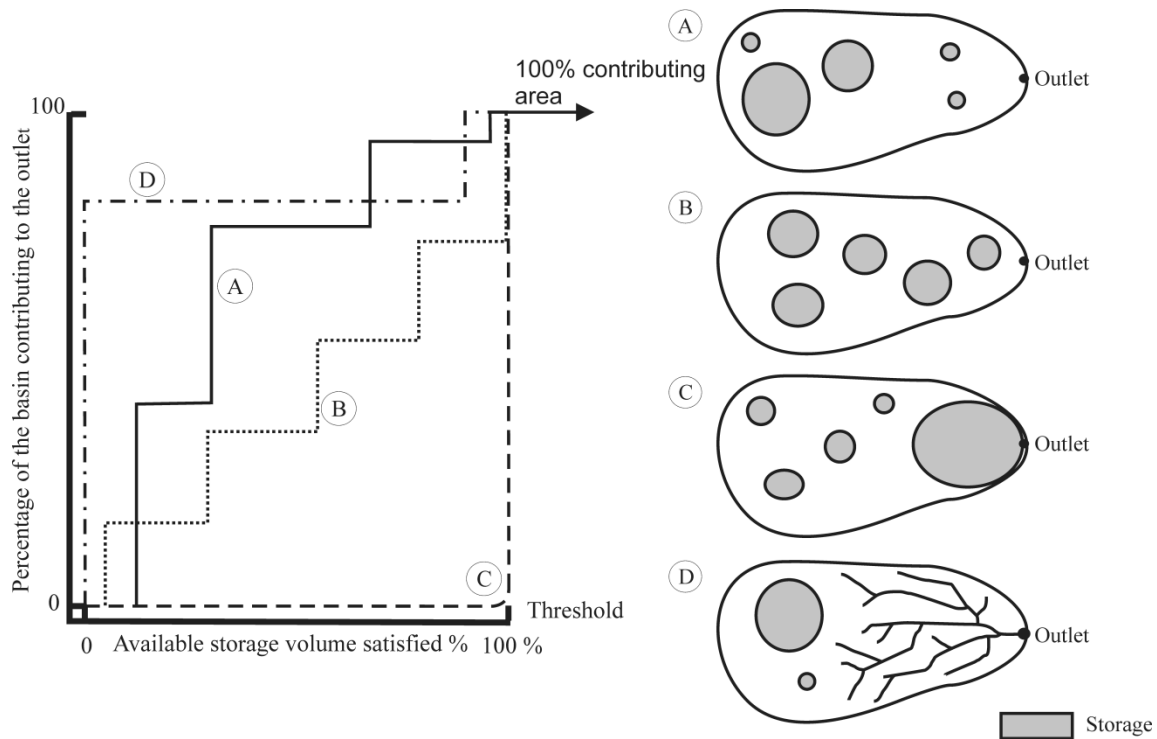 100
Percentage of the basin contributing to the outlet
0
0
Available storage volume satisfied %
100 %
Threshold
100% contributing
area
D
A
B
C
A
Outlet
B
Outlet
C
Outlet
D
Outlet
Storage